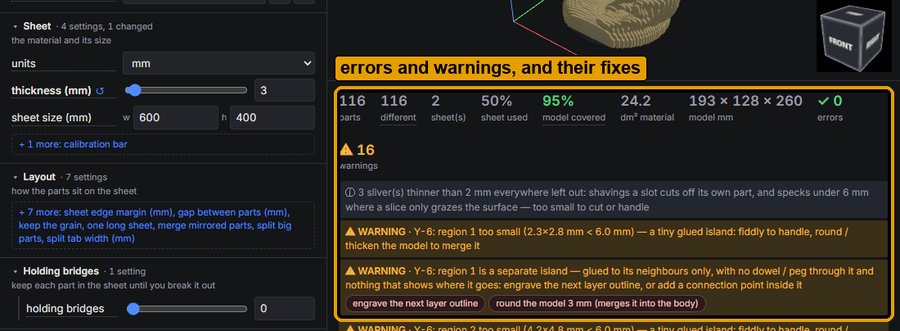 Sheet · 4 settings, 1 changed
the material and its size
units mm
thickness (mm) ↺ 3
sheet size (mm) w 600 h 400
+ 1 more: calibration bar
Layout · 7 settings
how the parts sit on the sheet
+ 7 more: sheet edge margin (mm), gap between parts (mm),
keep the grain, one long sheet, merge mirrored parts, split big
parts, split tab width (mm)
Holding bridges · 1 setting
keep each part in the sheet until you break it off
holding bridges 0
FRONT
RIGHT
errors and warnings, and their fixes
116 116 2 50% 95% 24.2 193 × 128 × 260 ✓ 0
parts different sheet(s) sheet used model covered dm² material model mm errors
⚠ 16
warnings
ⓘ 3 sliver(s) thinner than 2 mm everywhere left out: shavings a slot cuts off its own part, and specks under 6 mm
where a slice only grazes the surface — too small to cut or handle
⚠ WARNING · Y-6: region 1 too small (2.3×2.8 mm < 6.0 mm) — a tiny glued island: fiddly to handle, round /
thicken the model to merge it
⚠ WARNING · Y-6: region 1 is a separate island — glued to its neighbours only, with no dowel / peg through it and
nothing that shows where it goes: engrave the next layer outline, or add a connection point inside it
engrave the next layer outline round the model 3 mm (merges it into the body)
⚠ WARNING · Y-6: region 2 too small (4.2×4.8 mm < 6.0 mm) — a tiny glued island: fiddly to handle, round /